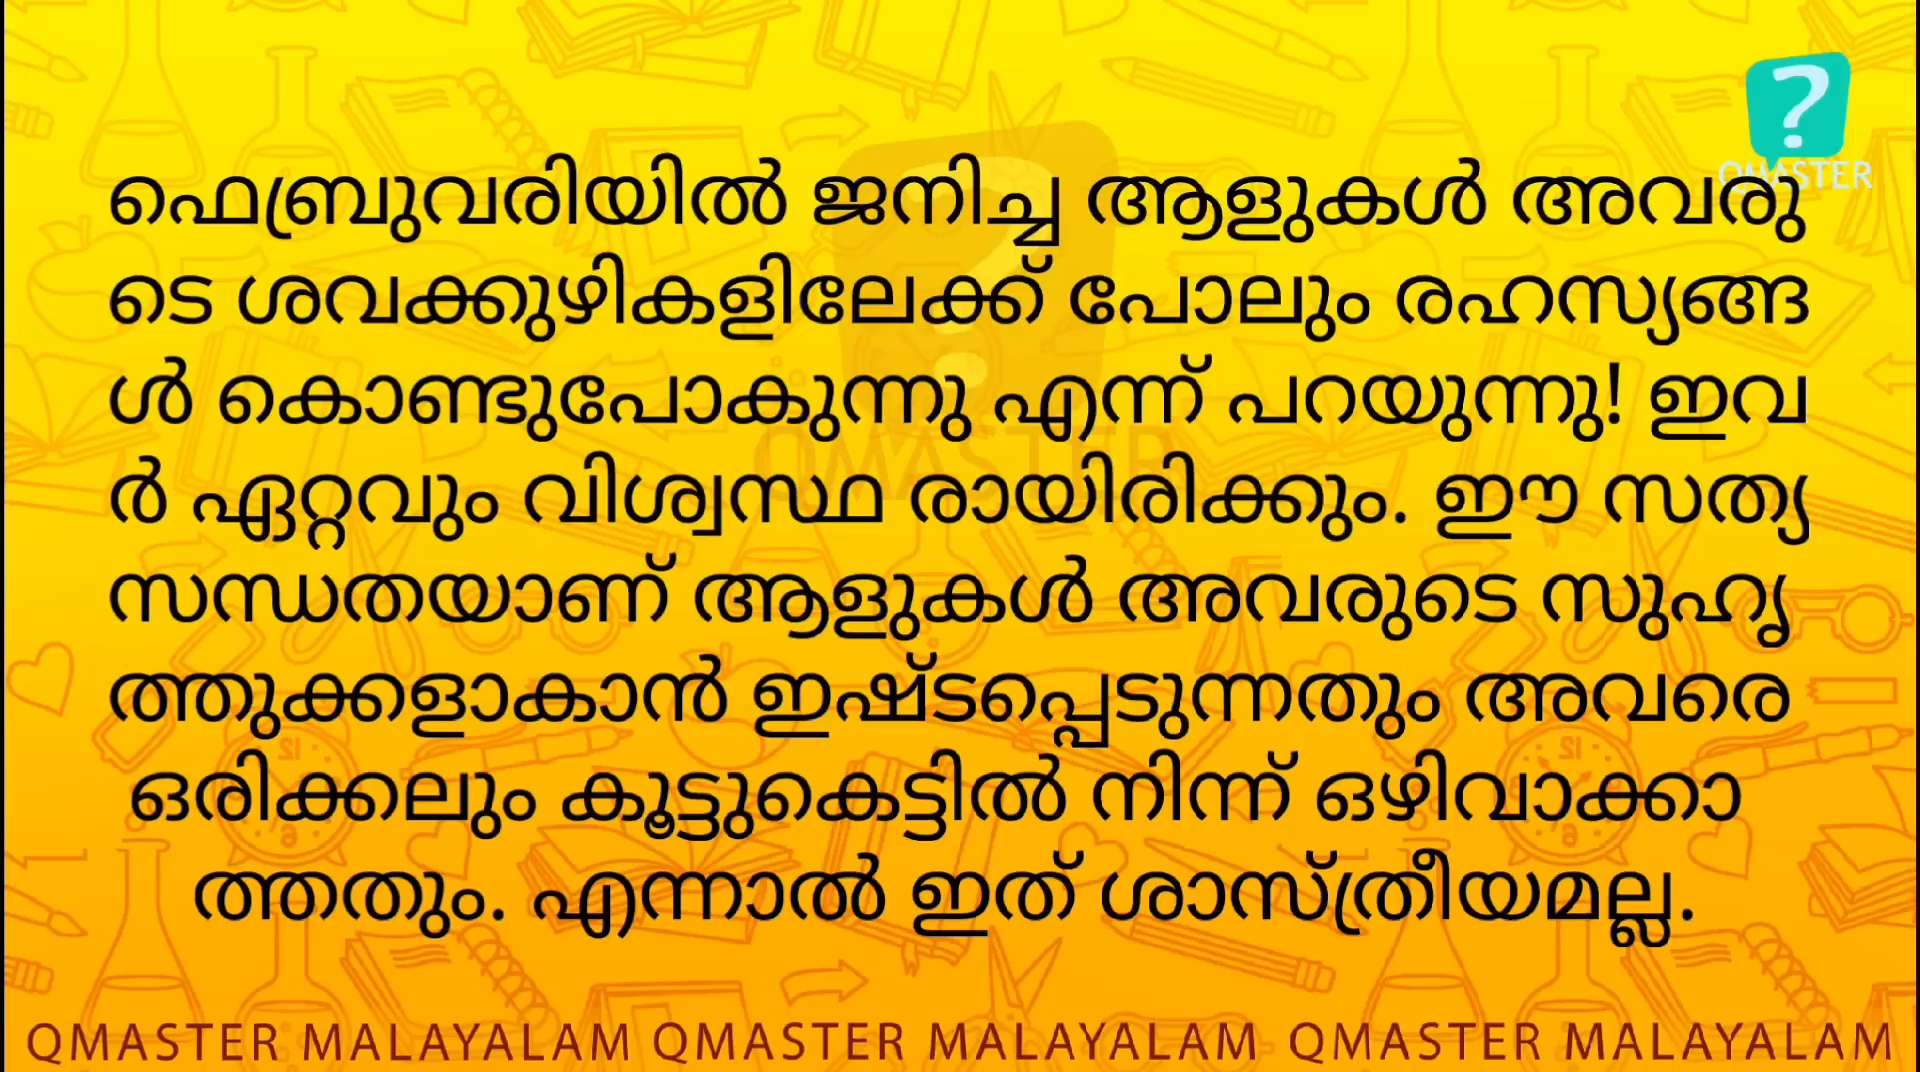 QMASTER
ഫെബ്രുവരിയിൽ ജനിച്ച ആളുകൾ അവരു
ടെ ശവക്കുഴികളിലേക്ക് പോലും രഹസ്യങ്ങ
ൾ കൊണ്ടുപോകുന്നു എന്ന് പറയുന്നു! ഇവ
ർ ഏറ്റവും വിശ്വസ്ഥ രായിരിക്കും. ഈ സത്യ
സന്ധതയാണ് ആളുകൾ അവരുടെ സുഹൃ
ത്തുക്കളാകാൻ ഇഷ്ടപ്പെടുന്നതും അവരെ
ഒരിക്കലും കൂട്ടുകെട്ടിൽ നിന്ന് ഒഴിവാക്കാ
ത്തതും. എന്നാൽ ഇത് ശാസ്ത്രീയമല്ല.
QMASTER
QMASTER MALAYALAM QMASTER MALAYALAM QMASTER MALAYALAM